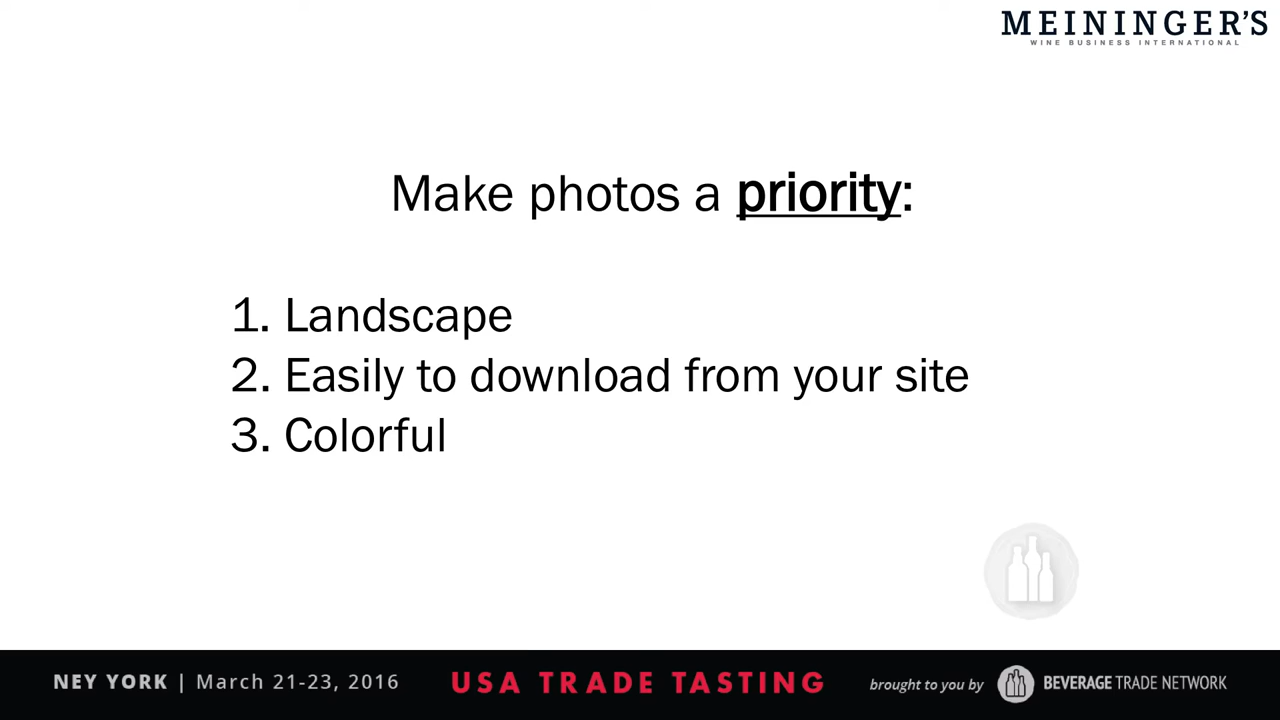 MEININGER'S
WINE BUSINESS INTERNATIONAL
Make photos a priority:
1. Landscape
2. Easily to download from your site
3. Colorful
NEY YORK | March 21-23, 2016
USA TRADE TASTING
brought to you by
BEVERAGE TRADE NETWORK